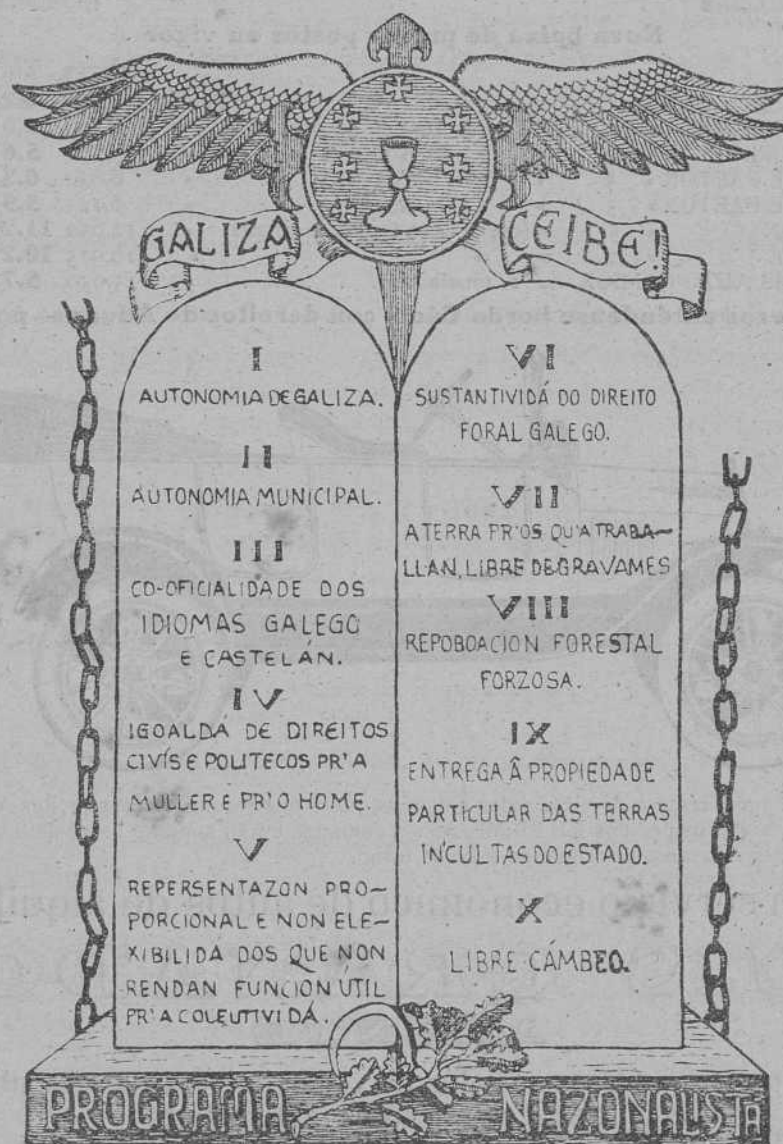 GALIZA
CEIBE!
I
AUTONOMIA DE GALIZA.
II
AUTONOMIA MUNICIPAL.
III
CO-OFICIALIDADE DOS
IDIOMAS GALEGO
E CASTELÁN.
IV
IGOALDÁ DE DIREITOS
CIVÍS E POLITECOS PR'A
MULLER E PR'O HOME.
V
REPERSENTAZON PRO-
PORCIONAL E NON ELE-
XIBILIDÁ DOS QUE NON
RENDAN FUNCION ÚTIL
PR'A COLEUTIVIDÁ.
VI
SUSTANTIVIDÁ DO DIREITO
FORAL GALEGO.
VII
A TERRA PR'OS QU'A TRABA-
LLAN, LIBRE DE GRAVAMES
VIII
REPOBOACION FORESTAL
FORZOSA.
IX
ENTREGA Â PROPIEDADE
PARTICULAR DAS TERRAS
INCULTAS DO ESTADO.
X
LIBRE CÁMBEO.
PROGRAMA NAZONALISTA